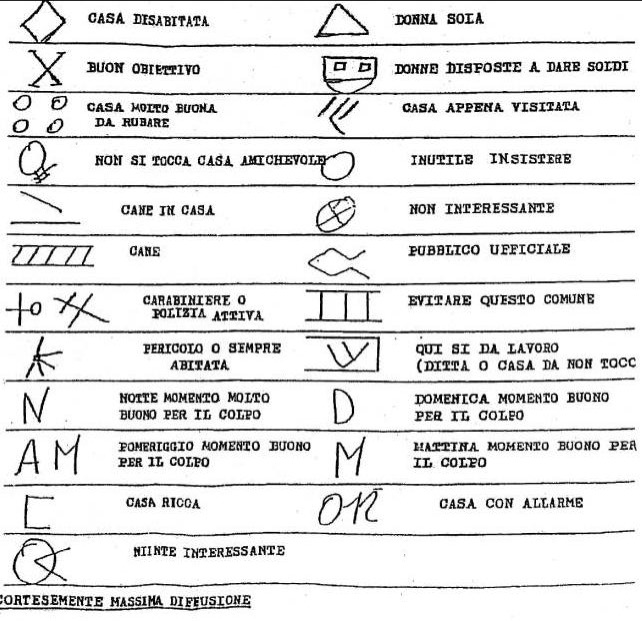 CASA DISABITATA
DONNA SOLA
BUON OBIETTIVO
DONNE DISPOSTE A DARE SOLDI
CASA MOLTO BUONA
DA RUBARE
CASA APPENA VISITATA
NON SI TOCCA CASA AMICHEVOLE
INUTILE INSISTERE
CANE IN CASA
NON INTERESSANTE
CANE
PUBBLICO UFFICIALE
CARABINIERE O
POLIZIA ATTIVA
EVITARE QUESTO COMUNE
PERICOLO O SEMPRE
ABITATA
QUI SI DA LAVORO
(DITTA O CASA DA NON TOCC
N
NOTTE MOMENTO MOLTO
BUONO PER IL COLPO
D
DOMENICA MOMENTO BUONO
PER IL COLPO
AM
POMERIGGIO MOMENTO BUONO
PER IL COLPO
M
MATTINA MOMENTO BUONO PER
IL COLPO
CASA RICCA
OR
CASA CON ALLARME
NIINTE INTERESSANTE
CORTESEMENTE MASSIMA DIFFUSIONE